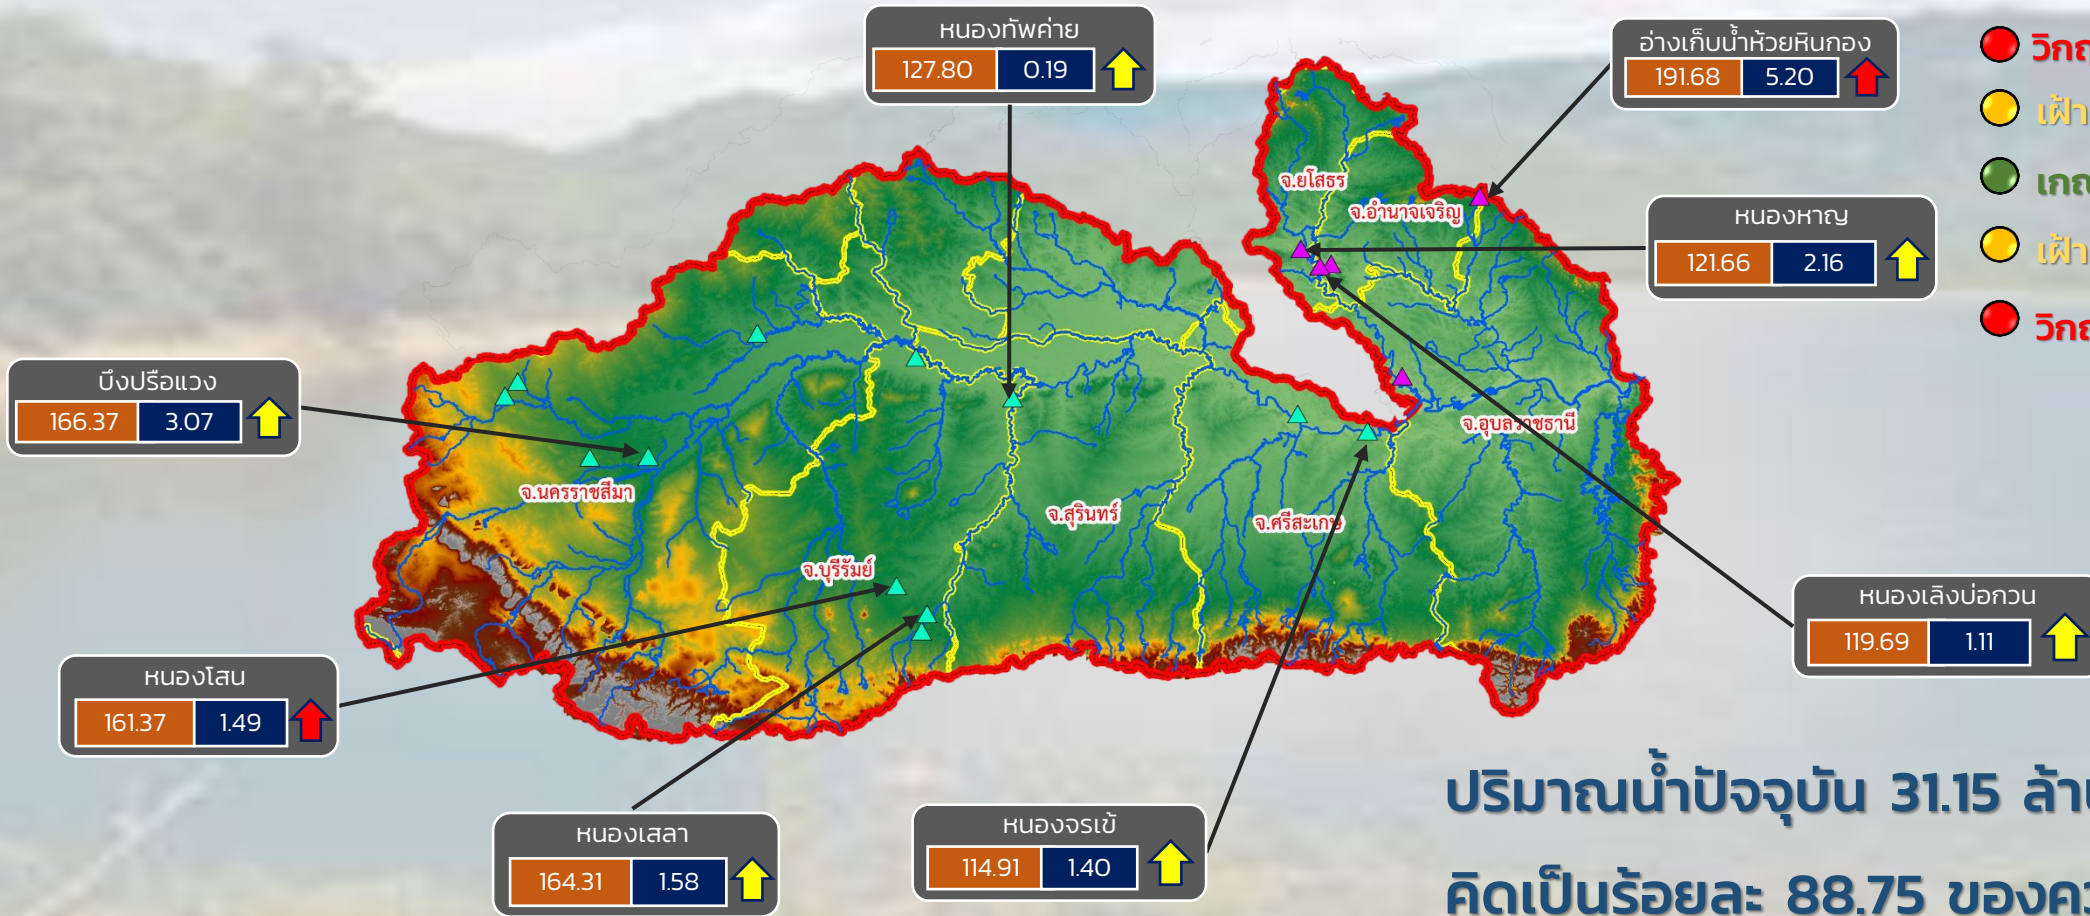 หนองทัพค่าย
127.80 0.19
อ่างเก็บน้ำห้วยหินกอง
191.68 5.20
จ.ยโสธร
จ.อำนาจเจริญ
หนองหาญ
121.66 2.16
บึงปรือแวง
166.37 3.07
จ.อุบลราชธานี
จ.นครราชสีมา
จ.สุรินทร์
จ.ศรีสะเกษ
จ.บุรีรัมย์
หนองเลิงบ่อกวน
119.69 1.11
หนองโสน
161.37 1.49
หนองเสลา
164.31 1.58
หนองจรเข้
114.91 1.40
ปริมาณน้ำปัจจุบัน 31.15
คิดเป็นร้อยละ 88.75